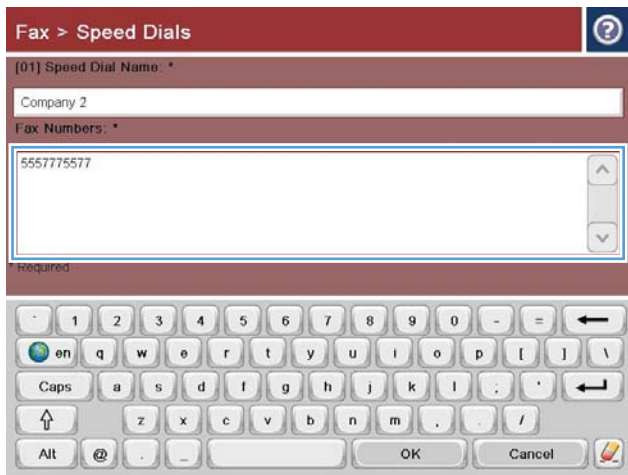 Fax > Speed Dials ?
[01] Speed Dial Name: *
Company 2
Fax Numbers: *
5557775577
* Required
` 1 2 3 4 5 6 7 8 9 0 - =
en q w e r t y u i o p [ ] \
Caps a s d f g h j k l ; '
z x c v b n m , . /
Alt @ . _ OK Cancel